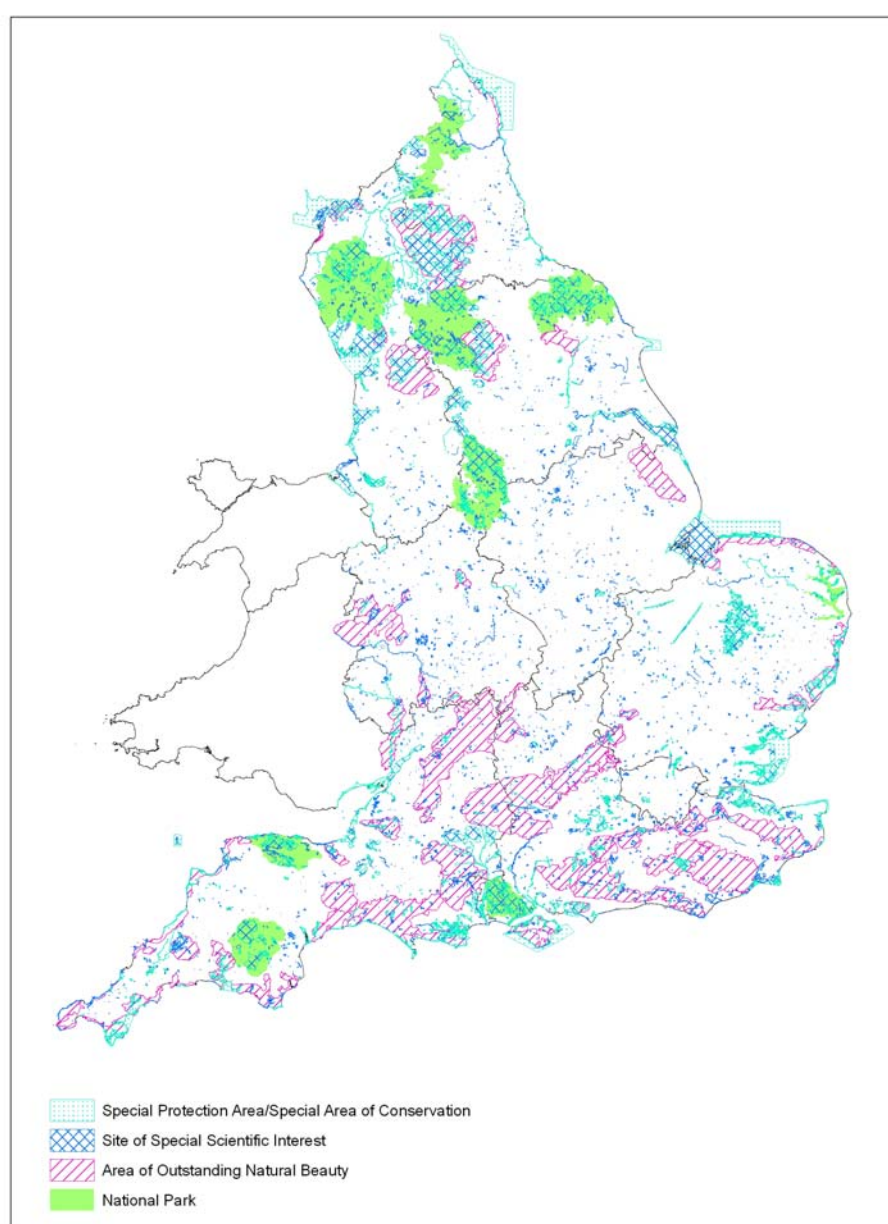 Special Protection Area/Special Area of Conservation
Site of Special Scientific Interest
Area of Outstanding Natural Beauty
National Park